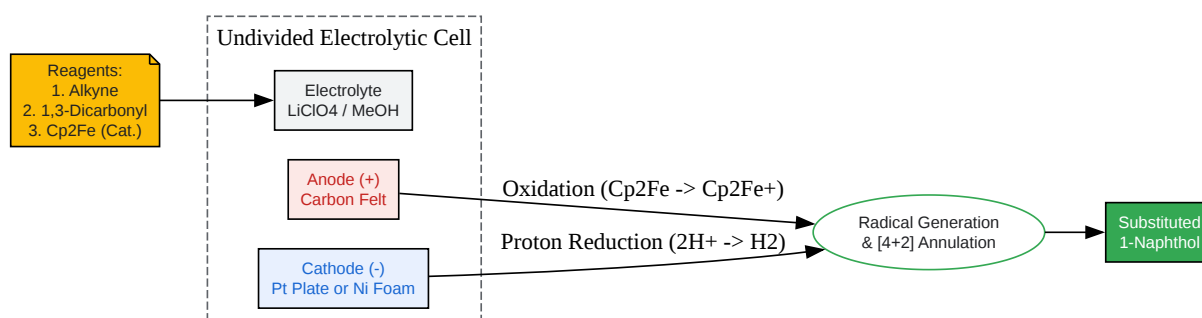 Undivided Electrolytic Cell
Reagents:
1. Alkyne
2. 1,3-Dicarbonyl
3. Cp2Fe (Cat.)
Electrolyte
LiClO4 / MeOH
Anode (+)
Carbon Felt
Oxidation (Cp2Fe -> Cp2Fe+)
Proton Reduction (2H+ -> H2)
Cathode (-)
Pt Plate or Ni Foam
Radical Generation
& [4+2] Annulation
Substituted
1-Naphthol